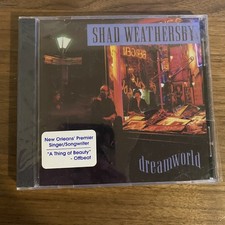 SHAD WEATHERSBY
New Orleans' Premier
Singer/Songwriter
"A Thing of Beauty"
- Offbeat
dreamworld